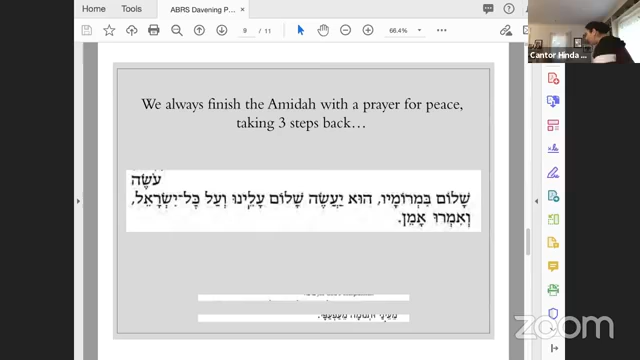 Home
Tools
ABRS Davening P...
9 / 11
66.4%
Cantor Hinda ...
We always finish the Amidah with a prayer for peace,
taking 3 steps back…
עֹשֶׂה
שָׁלוֹם בִּמְרוֹמָיו, הוּא יַעֲשֶׂה שָׁלוֹם עָלֵֽינוּ וְעַל כׇּל־יִשְׂרָאֵל,
וְאִמְרוּ אָמֵן.
zoom